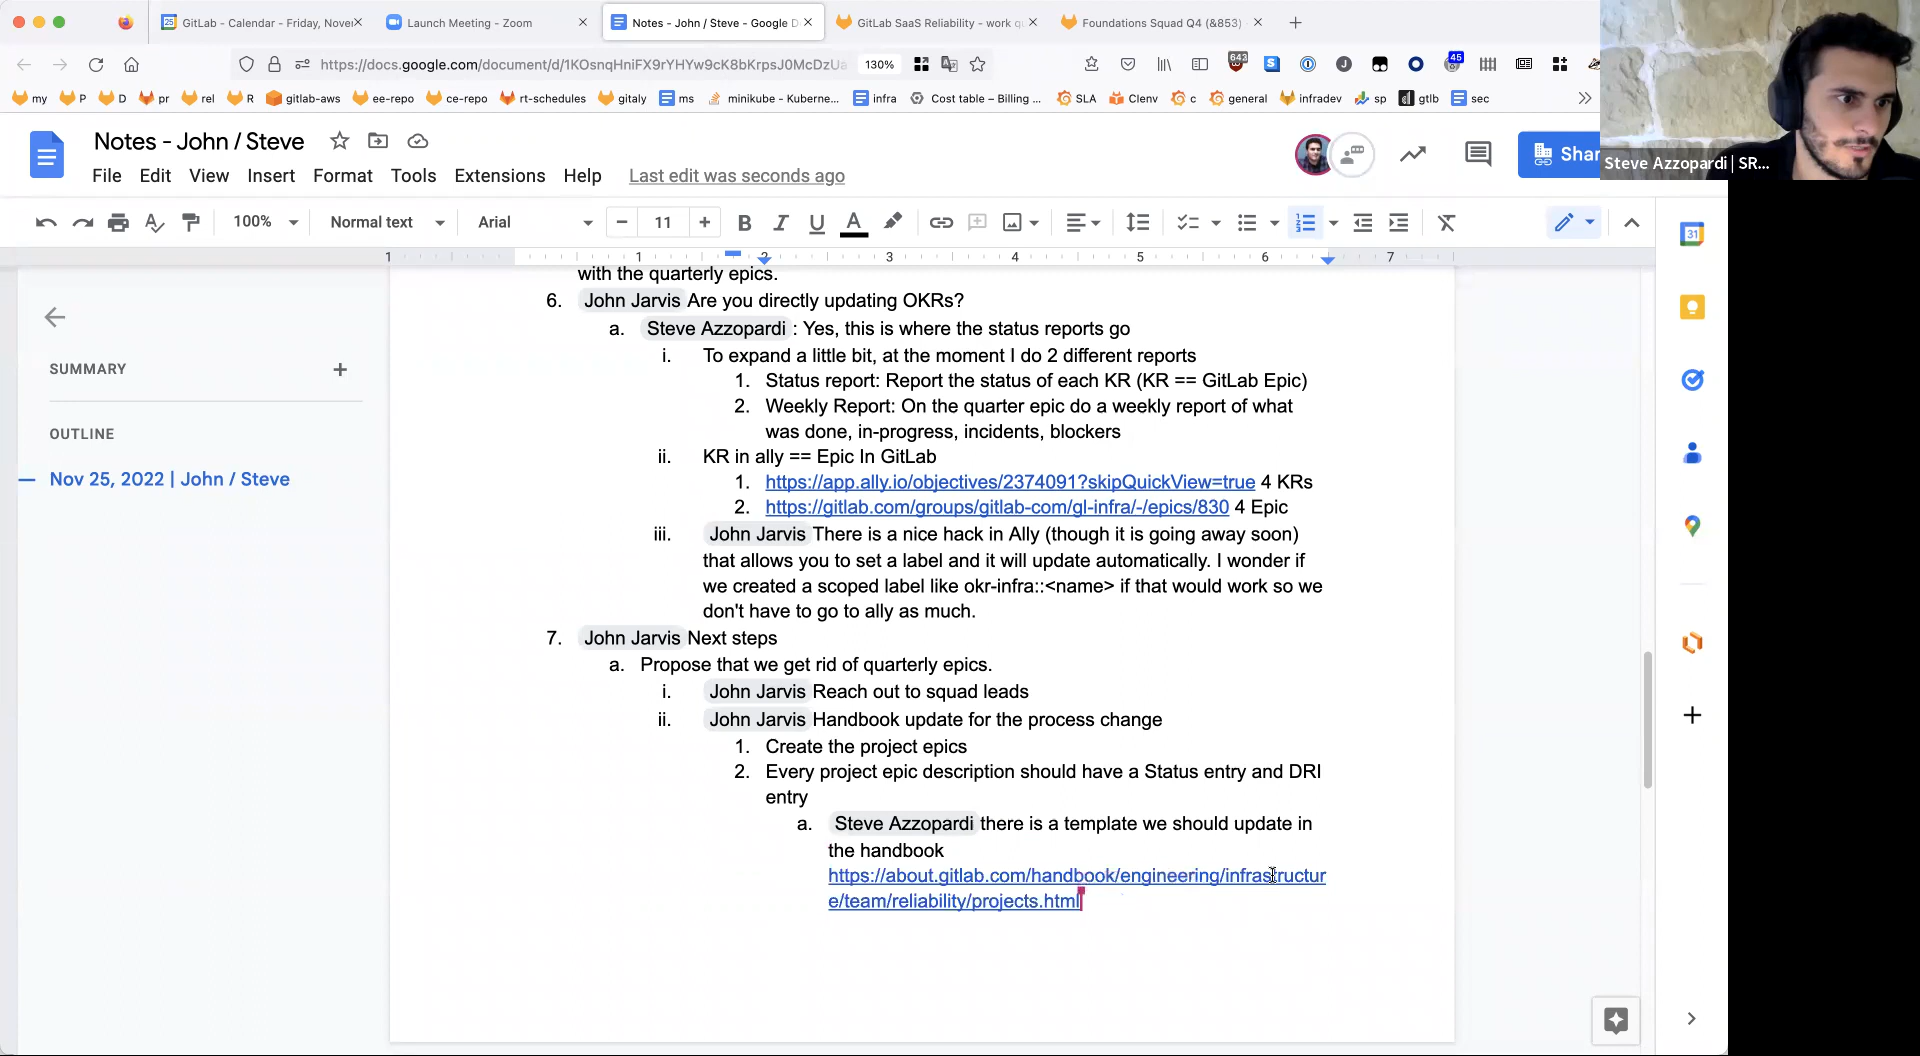 GitLab - Calendar - Friday, Nove
Launch Meeting - Zoom
Notes - John / Steve - Google D
GitLab SaaS Reliability - work q
Foundations Squad Q4 (&853)
https://docs.google.com/document/d/1KOsnqHniFX9rYHYw9cK8bKrpsJ0McDzUa
130%
642
45
my
P
D
pr
rel
R
gitlab-aws
ee-repo
ce-repo
rt-schedules
gitaly
ms
minikube - Kuberne...
infra
Cost table – Billing ...
SLA
Clenv
c
general
infradev
sp
gtlb
sec
Notes - John / Steve
Shar
Steve Azzopardi | SR...
File Edit View Insert Format Tools Extensions Help Last edit was seconds ago
100%
Normal text
Arial
11
1 1 2 3 4 5 6 7
SUMMARY
OUTLINE
Nov 25, 2022 | John / Steve
with the quarterly epics.
6. John Jarvis Are you directly updating OKRs?
a. Steve Azzopardi : Yes, this is where the status reports go
i. To expand a little bit, at the moment I do 2 different reports
1. Status report: Report the status of each KR (KR == GitLab Epic)
2. Weekly Report: On the quarter epic do a weekly report of what
was done, in-progress, incidents, blockers
ii. KR in ally == Epic In GitLab
1. https://app.ally.io/objectives/2374091?skipQuickView=true 4 KRs
2. https://gitlab.com/groups/gitlab-com/gl-infra/-/epics/830 4 Epic
iii. John Jarvis There is a nice hack in Ally (though it is going away soon)
that allows you to set a label and it will update automatically. I wonder if
we created a scoped label like okr-infra::<name> if that would work so we
don't have to go to ally as much.
7. John Jarvis Next steps
a. Propose that we get rid of quarterly epics.
i. John Jarvis Reach out to squad leads
ii. John Jarvis Handbook update for the process change
1. Create the project epics
2. Every project epic description should have a Status entry and DRI
entry
a. Steve Azzopardi there is a template we should update in
the handbook
https://about.gitlab.com/handbook/engineering/infrastructur
e/team/reliability/projects.html
31